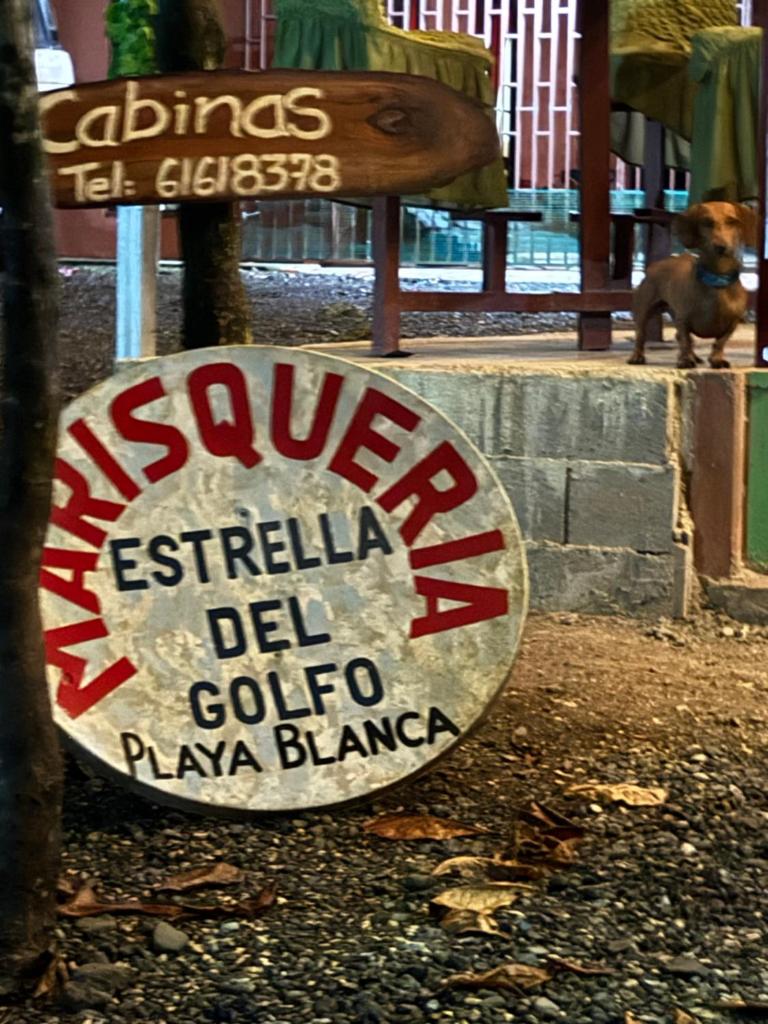 Cabinas
Tel: 61618378
MARISQUERIA
ESTRELLA
DEL
GOLFO
PLAYA BLANCA